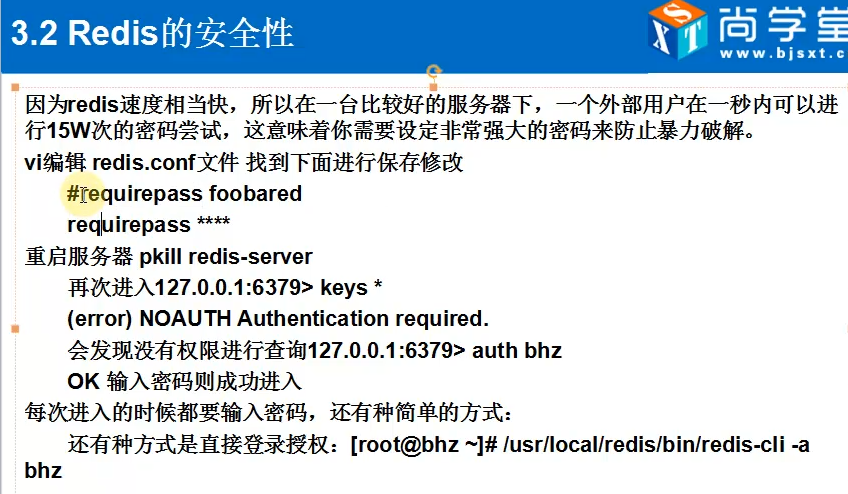 3.2 Redis的安全性
尚学堂
www.bjsxt.c
因为redis速度相当快，所以在一台比较好的服务器下，一个外部用户在一秒内可以进
行15W次的密码尝试，这意味着你需要设定非常强大的密码来防止暴力破解。
vi编辑 redis.conf文件 找到下面进行保存修改
#requirepass foobared
requirepass ****
重启服务器 pkill redis-server
再次进入127.0.0.1:6379> keys *
(error) NOAUTH Authentication required.
会发现没有权限进行查询127.0.0.1:6379> auth bhz
OK 输入密码则成功进入
每次进入的时候都要输入密码，还有种简单的方式：
还有种方式是直接登录授权：[root@bhz ~]# /usr/local/redis/bin/redis-cli -a
bhz